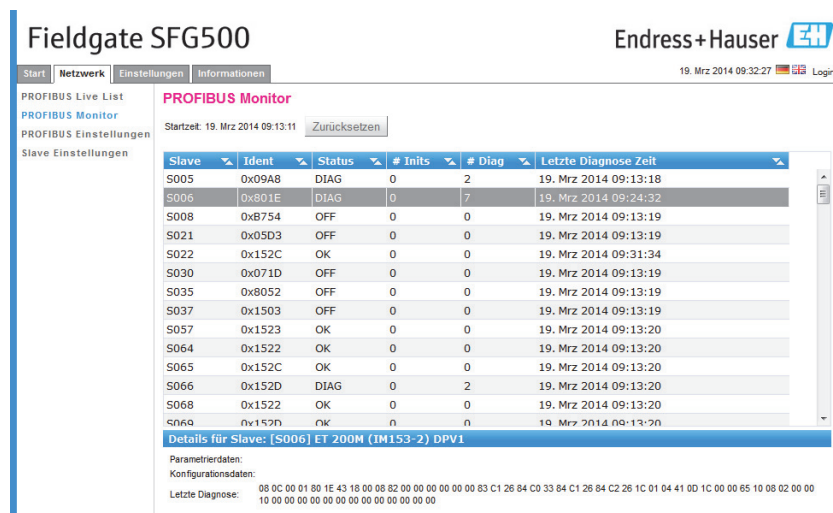 Fieldgate SFG500
Endress+Hauser EH
Start Netzwerk Einstellungen Informationen
19. Mrz 2014 09:32:27 Login
PROFIBUS Live List
PROFIBUS Monitor
PROFIBUS Einstellungen
Slave Einstellungen
PROFIBUS Monitor
Startzeit: 19. Mrz 2014 09:13:11 Zurücksetzen
Slave Ident Status # Inits # Diag Letzte Diagnose Zeit
S005 0x09A8 DIAG 0 2 19. Mrz 2014 09:13:18
S006 0x801E DIAG 0 7 19. Mrz 2014 09:24:32
S008 0xB754 OFF 0 0 19. Mrz 2014 09:13:19
S021 0x05D3 OFF 0 0 19. Mrz 2014 09:13:19
S022 0x152C OK 0 0 19. Mrz 2014 09:31:34
S030 0x071D OFF 0 0 19. Mrz 2014 09:13:19
S035 0x8052 OFF 0 0 19. Mrz 2014 09:13:19
S037 0x1503 OFF 0 0 19. Mrz 2014 09:13:19
S057 0x1523 OK 0 0 19. Mrz 2014 09:13:20
S064 0x1522 OK 0 0 19. Mrz 2014 09:13:20
S065 0x152C OK 0 0 19. Mrz 2014 09:13:20
S066 0x152D DIAG 0 2 19. Mrz 2014 09:13:20
S068 0x1522 OK 0 0 19. Mrz 2014 09:13:20
S069 0x152D OK 0 0 19. Mrz 2014 09:13:20
Details für Slave: [S006] ET 200M (IM153-2) DPV1
Parametrierdaten:
Konfigurationsdaten:
Letzte Diagnose: 08 0C 00 01 80 1E 43 18 00 08 82 00 00 00 00 00 00 83 C1 26 84 C0 33 84 C1 26 84 C2 26 1C 01 04 41 0D 1C 00 00 65 10 08 02 00 00
10 00 00 00 00 00 00 00 00 00 00 00 00 00